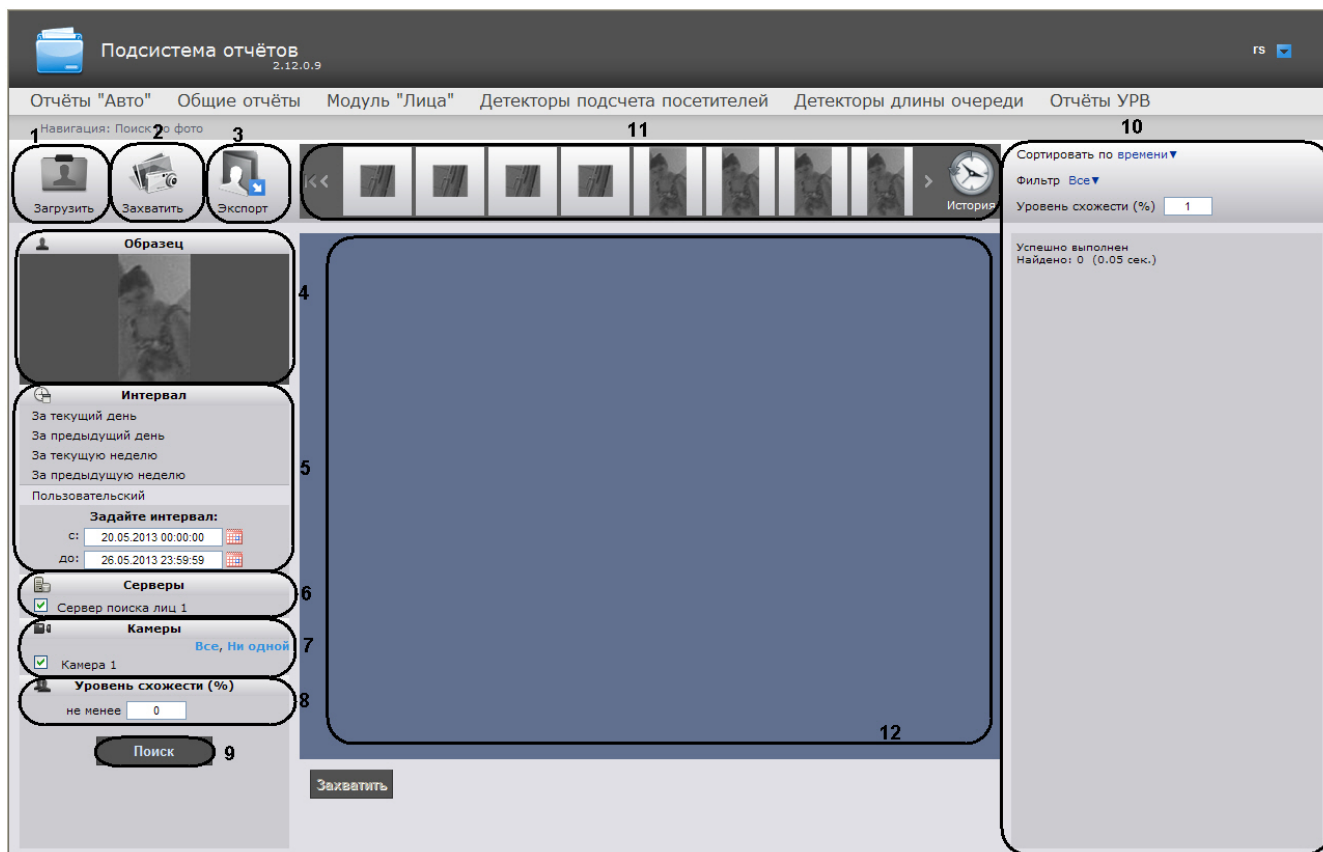 Подсистема отчётов
2.12.0.9
rs
Отчёты "Авто" Общие отчёты Модуль "Лица" Детекторы подсчета посетителей Детекторы длины очереди Отчёты УРВ
Навигация: Поиск по фото
1
2
3
11
10
Загрузить
Захватить
Экспорт
История
Сортировать по времени▼
Фильтр Все▼
Уровень схожести (%) 1
Образец
4
Успешно выполнен
Найдено: 0 (0.05 сек.)
Интервал
За текущий день
За предыдущий день
За текущую неделю
За предыдущую неделю
5
Пользовательский
Задайте интервал:
с: 20.05.2013 00:00:00
до: 26.05.2013 23:59:59
Серверы
6
Сервер поиска лиц 1
Камеры
Все, Ни одной
7
Камера 1
Уровень схожести (%)
не менее 0
8
12
Поиск
9
Захватить